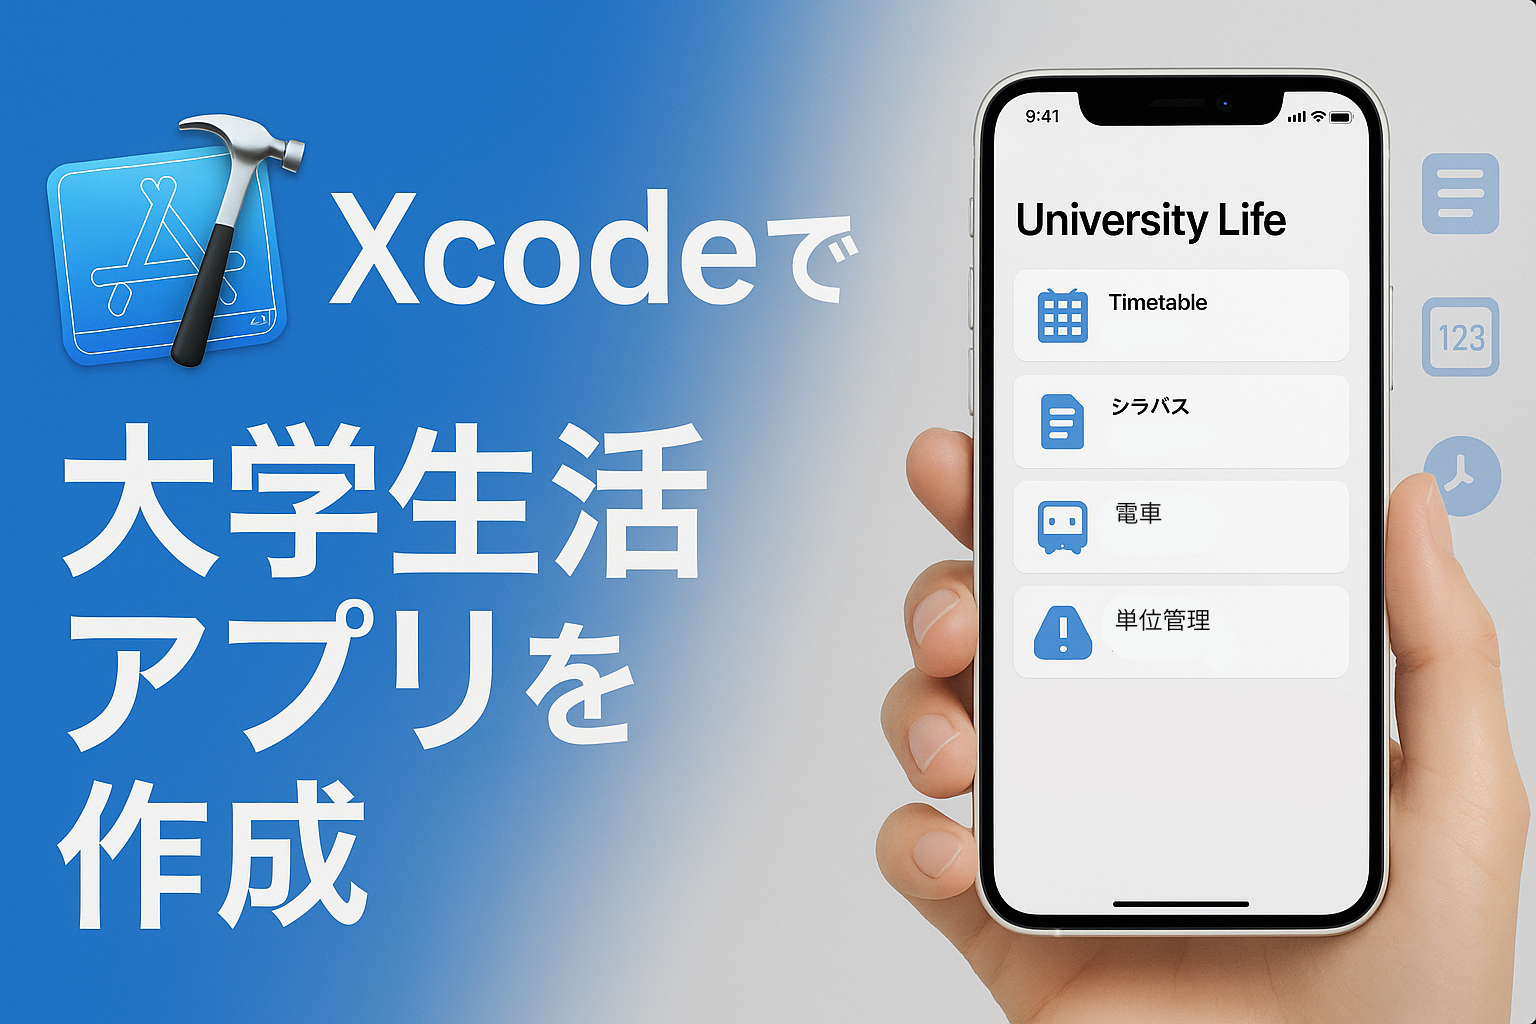 Xcodeで
大学生活
アプリを
作成
9:41
University Life
Timetable
シラバス
電車
単位管理
123